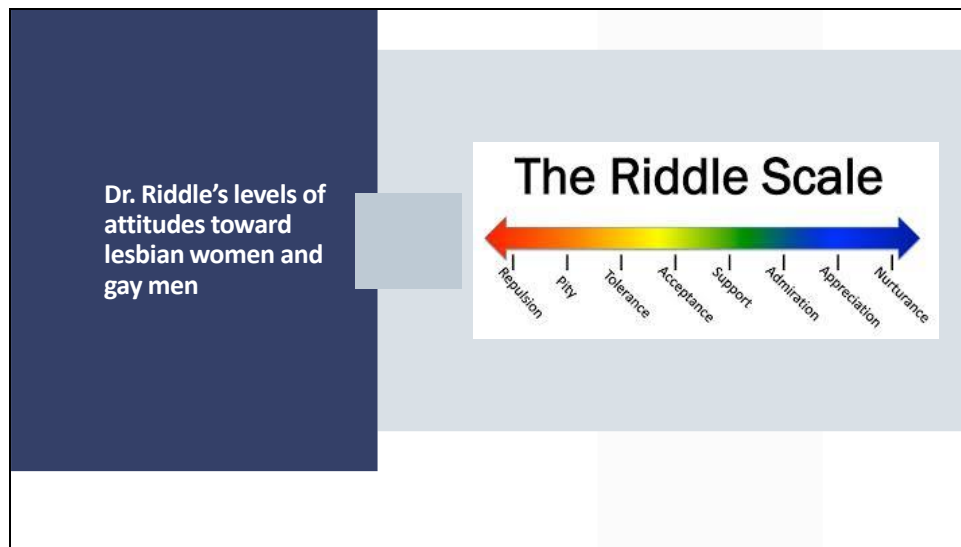 Dr. Riddle’s levels of
attitudes toward
lesbian women and
gay men
The Riddle Scale
Repulsion
Pity
Tolerance
Acceptance
Support
Admiration
Appreciation
Nurturance